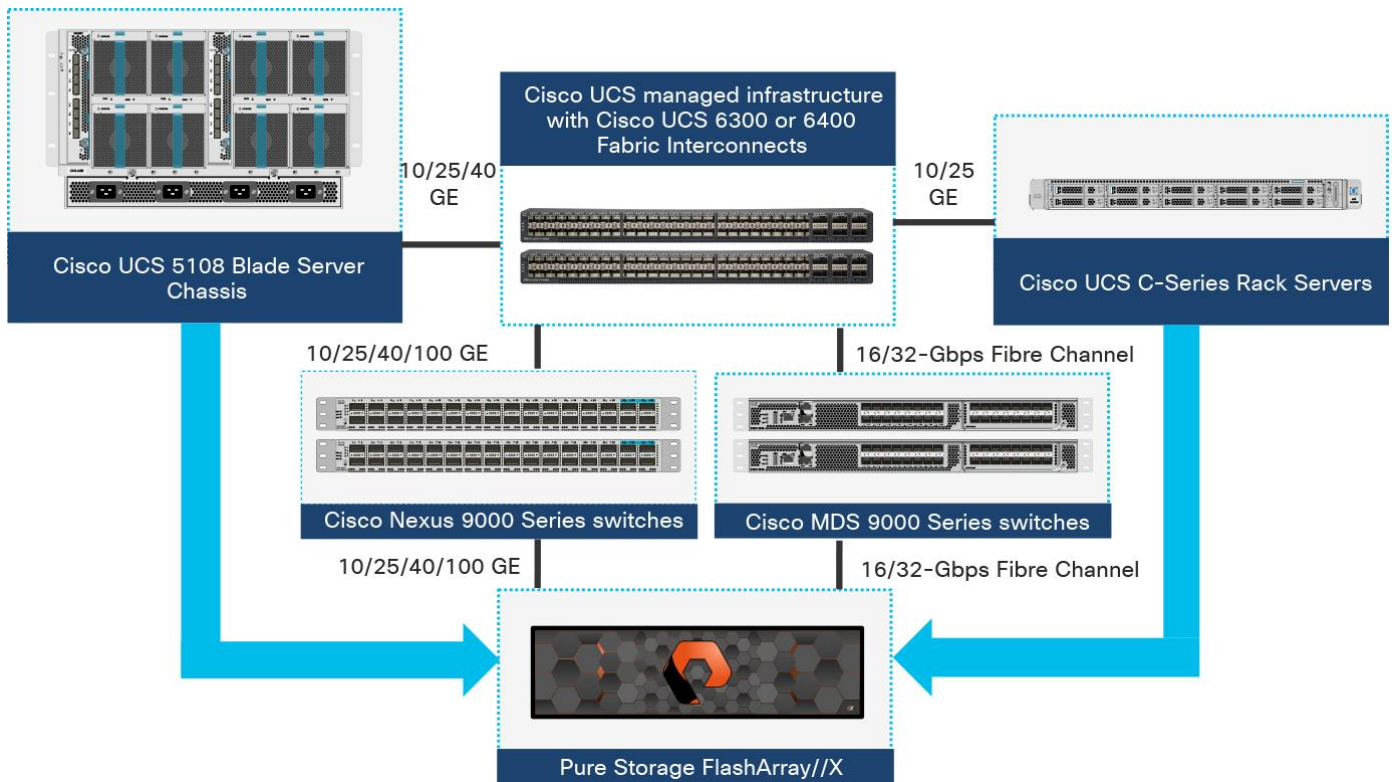 Cisco UCS managed infrastructure
with Cisco UCS 6300 or 6400
Fabric Interconnects
10/25/40
GE
10/25
GE
Cisco UCS 5108 Blade Server
Chassis
Cisco UCS C-Series Rack Servers
10/25/40/100 GE
16/32-Gbps Fibre Channel
Cisco Nexus 9000 Series switches
Cisco MDS 9000 Series switches
10/25/40/100 GE
16/32-Gbps Fibre Channel
Pure Storage FlashArray//X